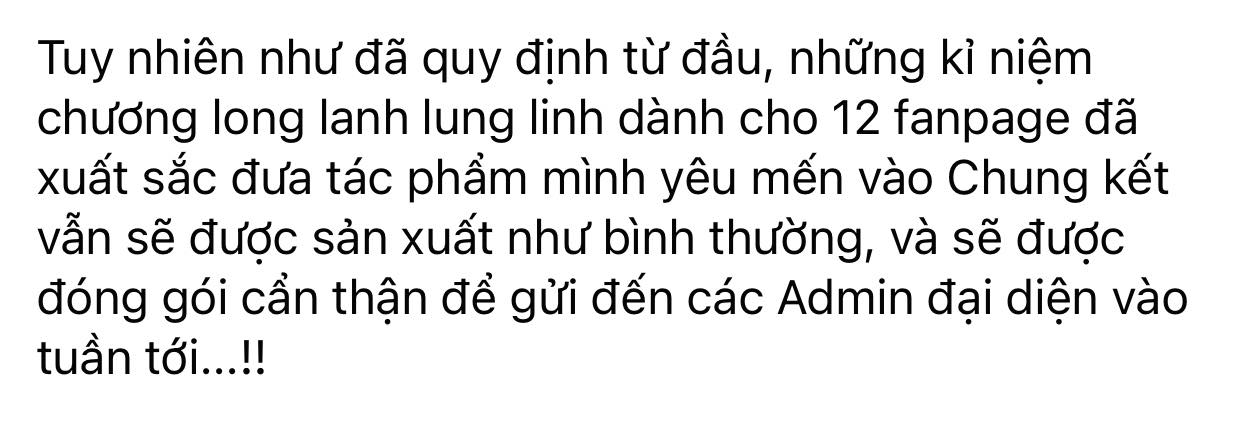 Tuy nhiên như đã quy định từ đầu, những kỉ niệm
chương long lanh lung linh dành cho 12 fanpage đã
xuất sắc đưa tác phẩm mình yêu mến vào Chung kết
vẫn sẽ được sản xuất như bình thường, và sẽ được
đóng gói cẩn thận để gửi đến các Admin đại diện vào
tuần tới...!!